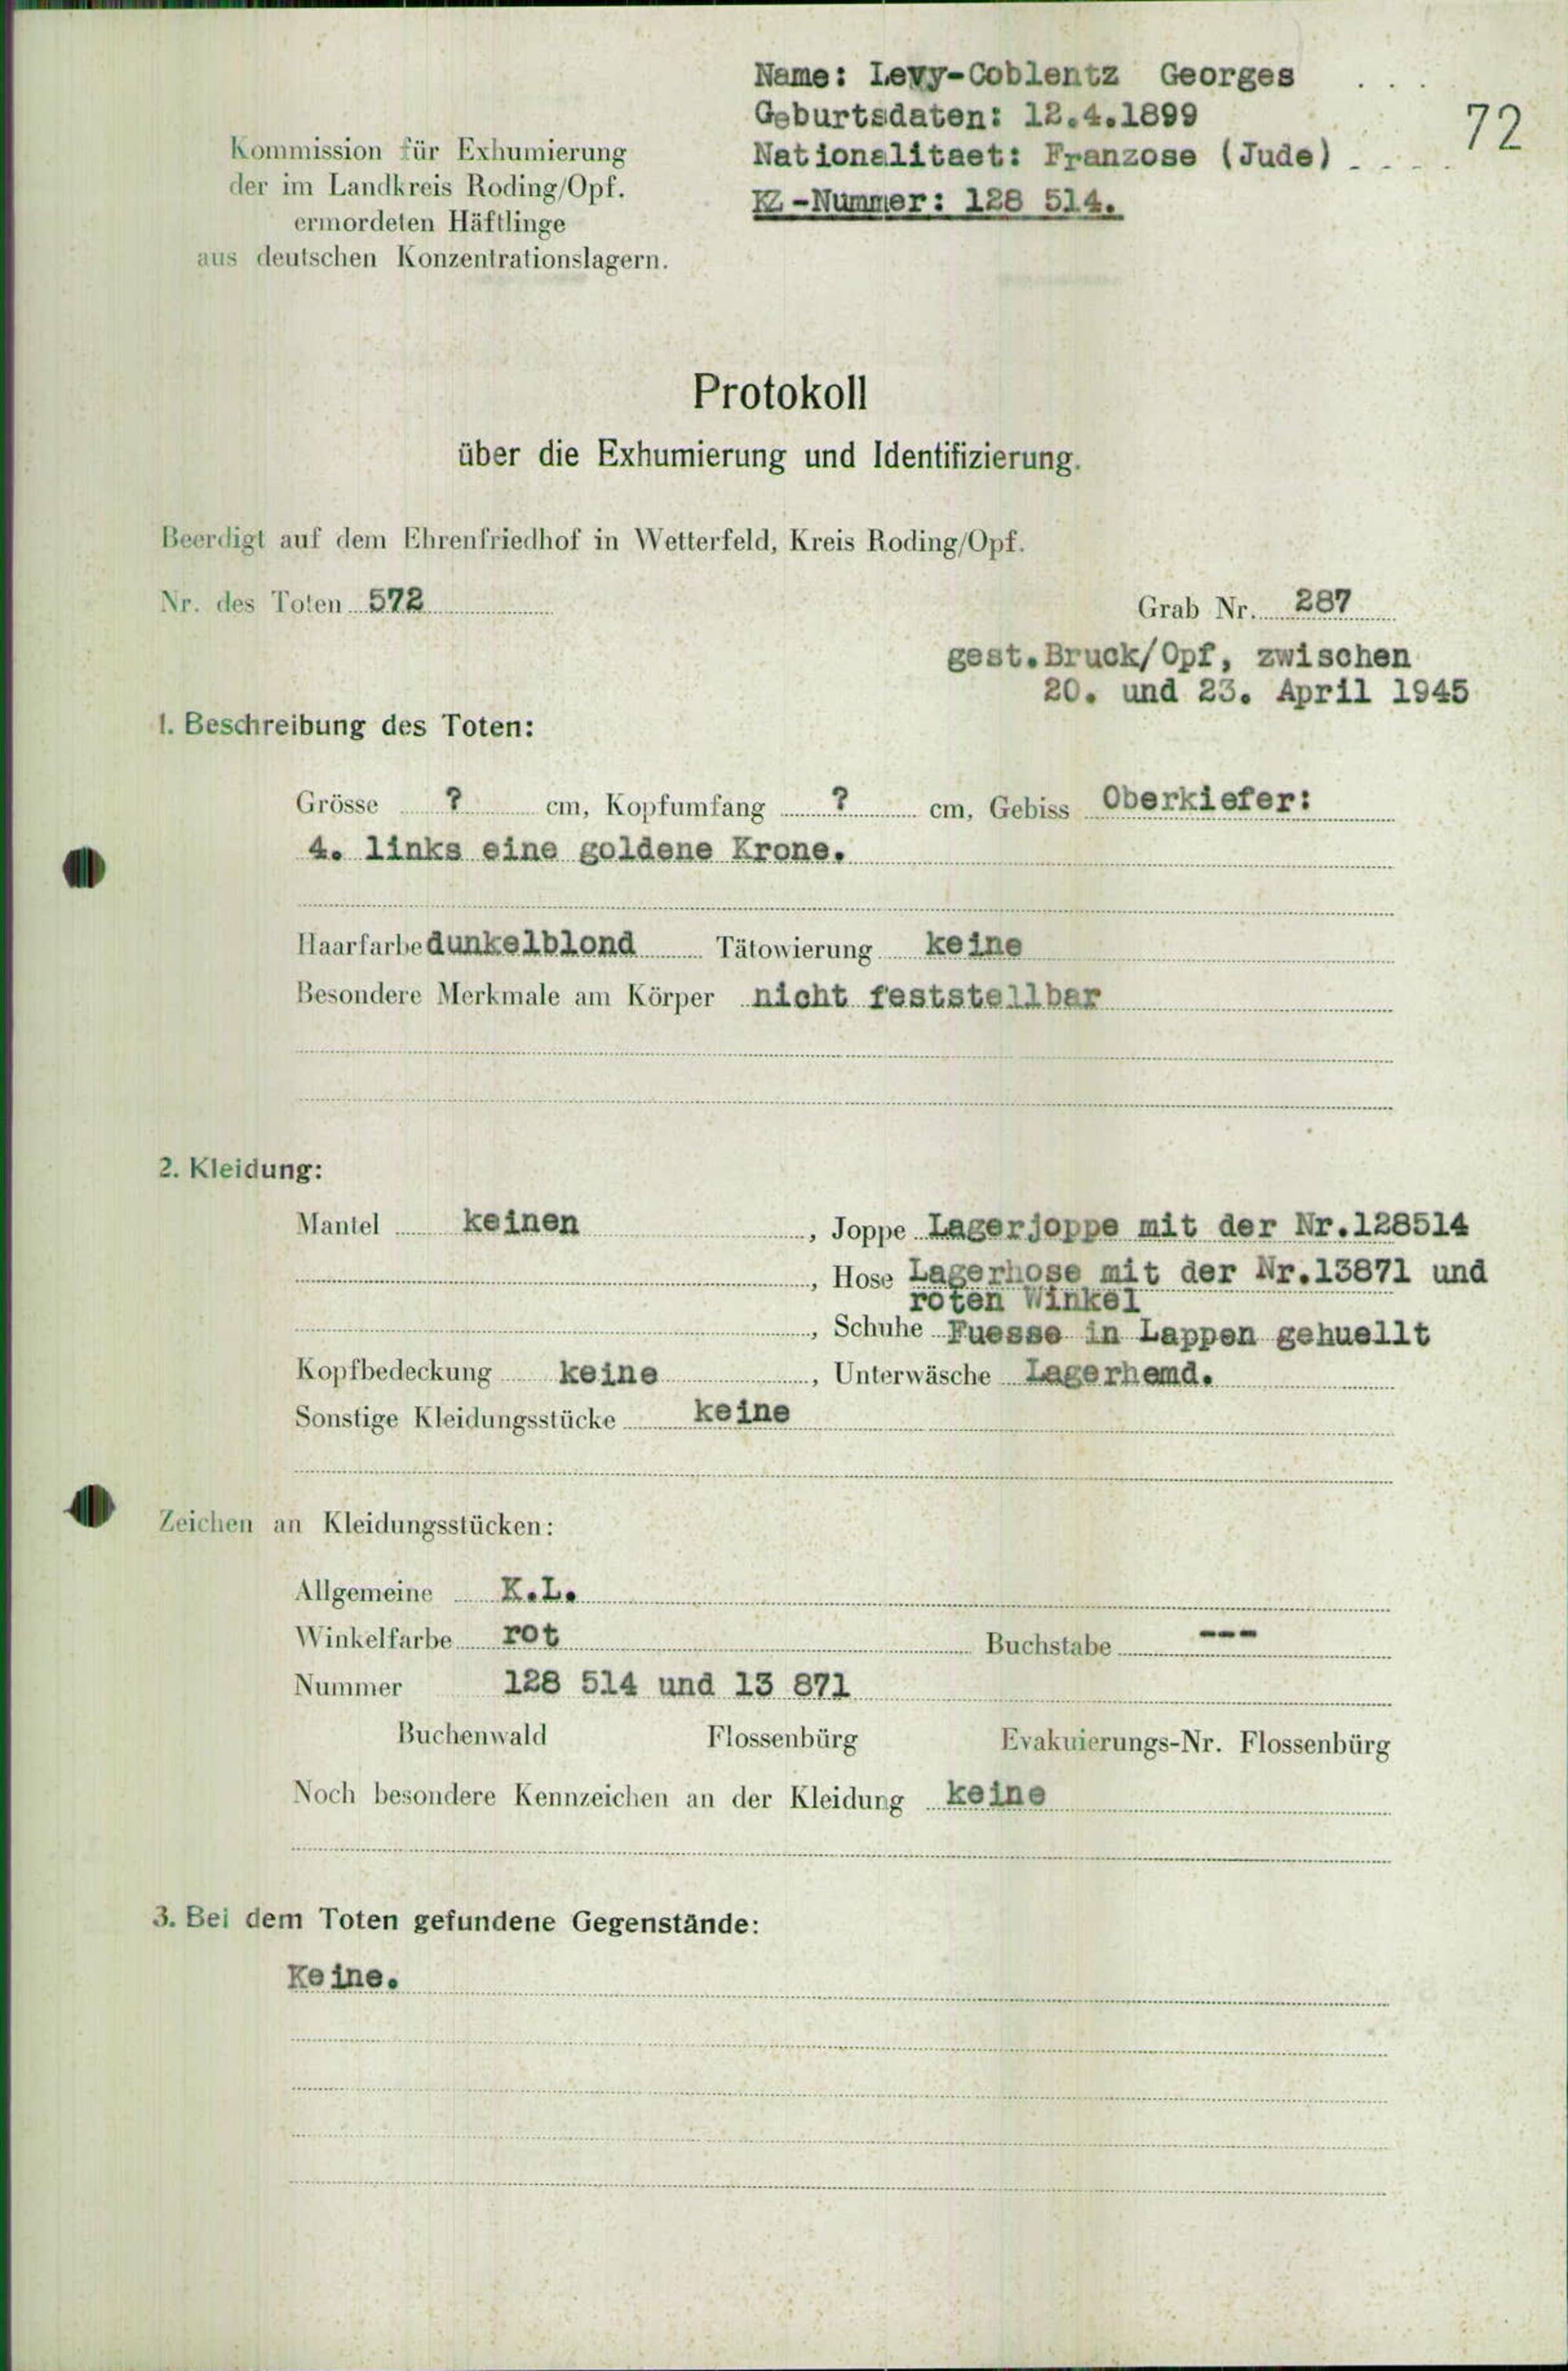 Name: Levy-Coblentz Georges
Geburtsdaten: 12.4.1899
72
Nationalitaet: Franzose (Jude)
KZ-Nummer: 128 514.
Kommission für Exhumierung
der im Landkreis Roding/Opf.
ermordeten Häftlinge
aus deutschen Konzentrationslagern.
Protokoll
über die Exhumierung und Identifizierung.
Beerdigt auf dem Ehrenfriedhof in Wetterfeld, Kreis Roding/Opf.
Nr. des Toten 572 Grab Nr. 287
gest.Bruck/Opf, zwischen
20. und 23. April 1945
1. Beschreibung des Toten:
Grösse ? cm, Kopfumfang ? cm, Gebiss Oberkiefer:
4. links eine goldene Krone.
Haarfarbe dunkelblond Tätowierung keine
Besondere Merkmale am Körper nicht feststellbar
2. Kleidung:
Mantel keinen, Joppe Lagerjoppe mit der Nr.128514
, Hose Lagerhose mit der Nr.13871 und
roten Winkel
, Schuhe Fuesse in Lappen gehuellt
Kopfbedeckung keine, Unterwäsche Lagerhemd.
Sonstige Kleidungsstücke keine
Zeichen an Kleidungsstücken:
Allgemeine K.L.
Winkelfarbe rot Buchstabe ---
Nummer 128 514 und 13 871
Buchenwald Flossenbürg Evakuierungs-Nr. Flossenbürg
Noch besondere Kennzeichen an der Kleidung keine
3. Bei dem Toten gefundene Gegenstände:
Keine.